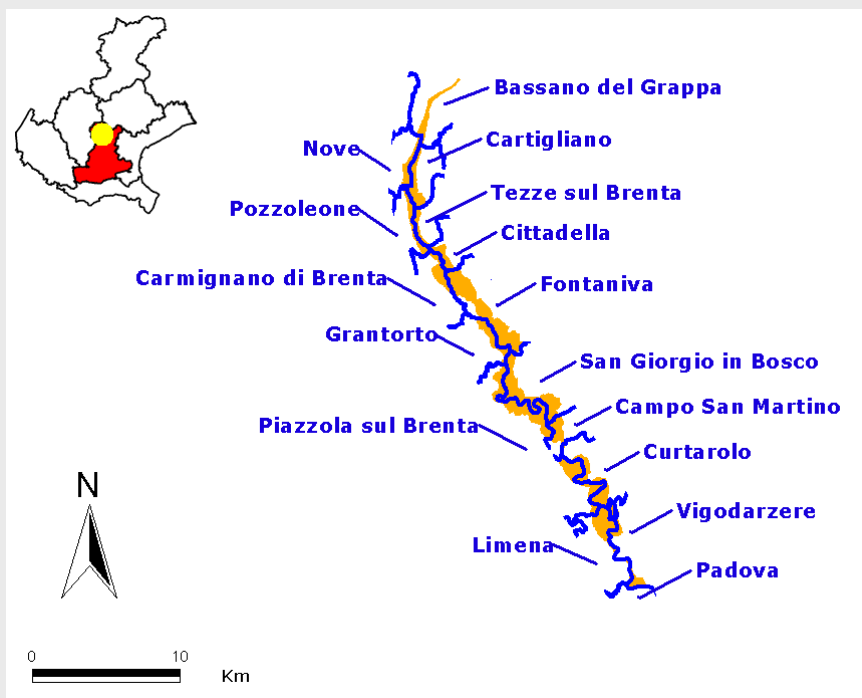 Bassano del Grappa
Cartigliano
Nove
Tezze sul Brenta
Pozzoleone
Cittadella
Carmignano di Brenta
Fontaniva
Grantorto
San Giorgio in Bosco
Campo San Martino
Piazzola sul Brenta
Curtarolo
N
Vigodarzere
Limena
Padova
0 10
Km